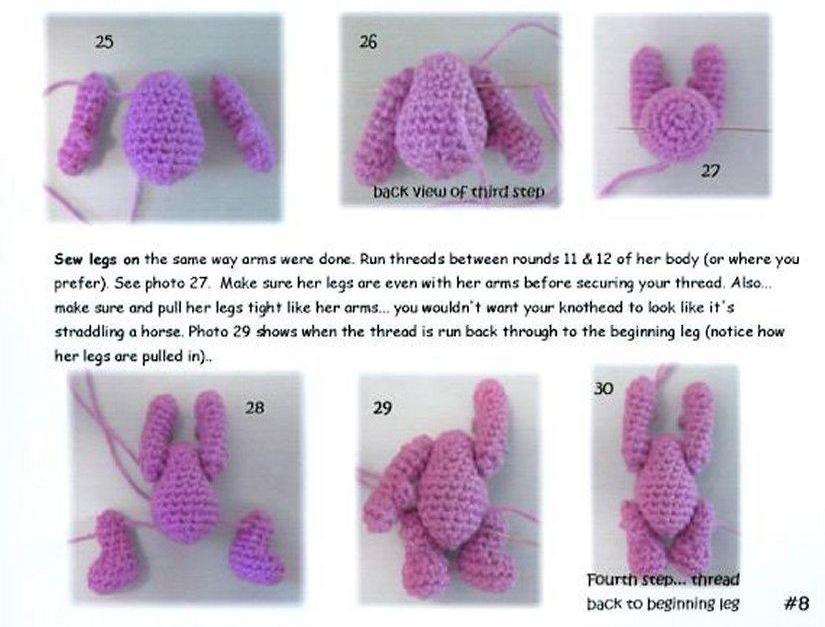 25
26
27
back view of third step
Sew legs on the same way arms were done. Run threads between rounds 11 & 12 of her body (or where you
prefer). See photo 27. Make sure her legs are even with her arms before securing your thread. Also...
make sure and pull her legs tight like her arms... you wouldn't want your knothead to look like it's
straddling a horse. Photo 29 shows when the thread is run back through to the beginning leg (notice how
her legs are pulled in)..
28
29
30
Fourth step... thread
back to beginning leg
#8